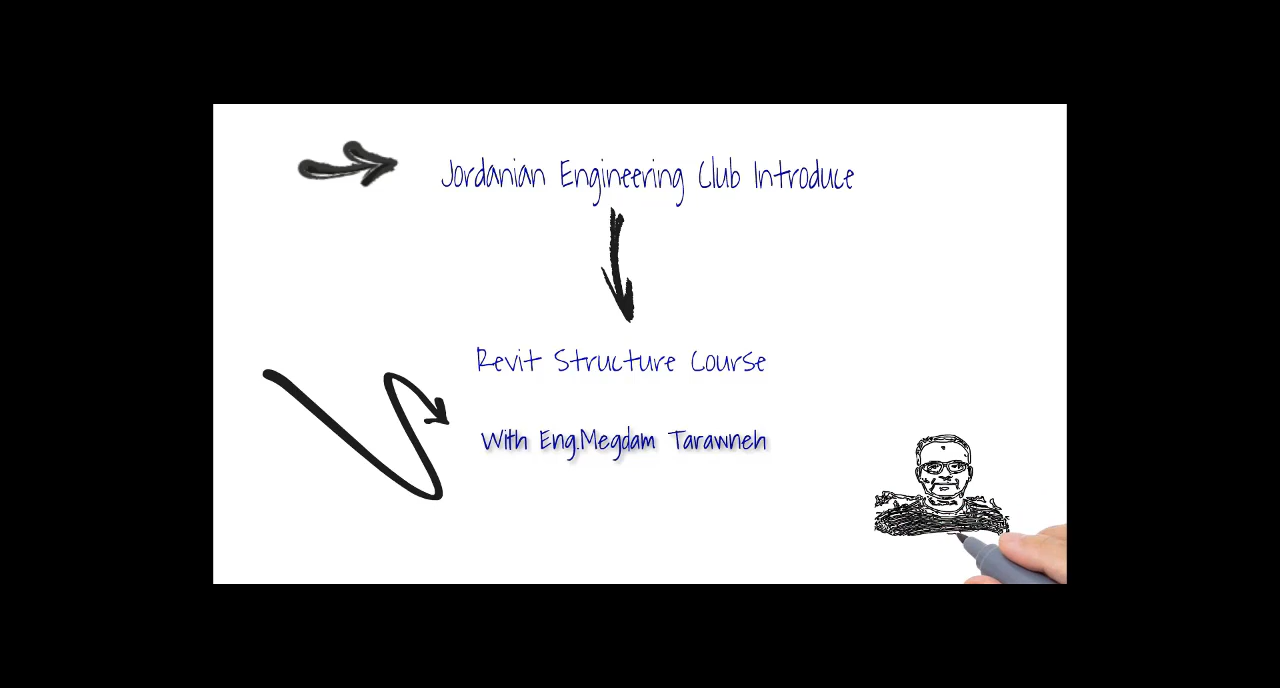 Jordanian Engineering Club Introduce
Revit Structure Course
With Eng.Megdam Tarawneh